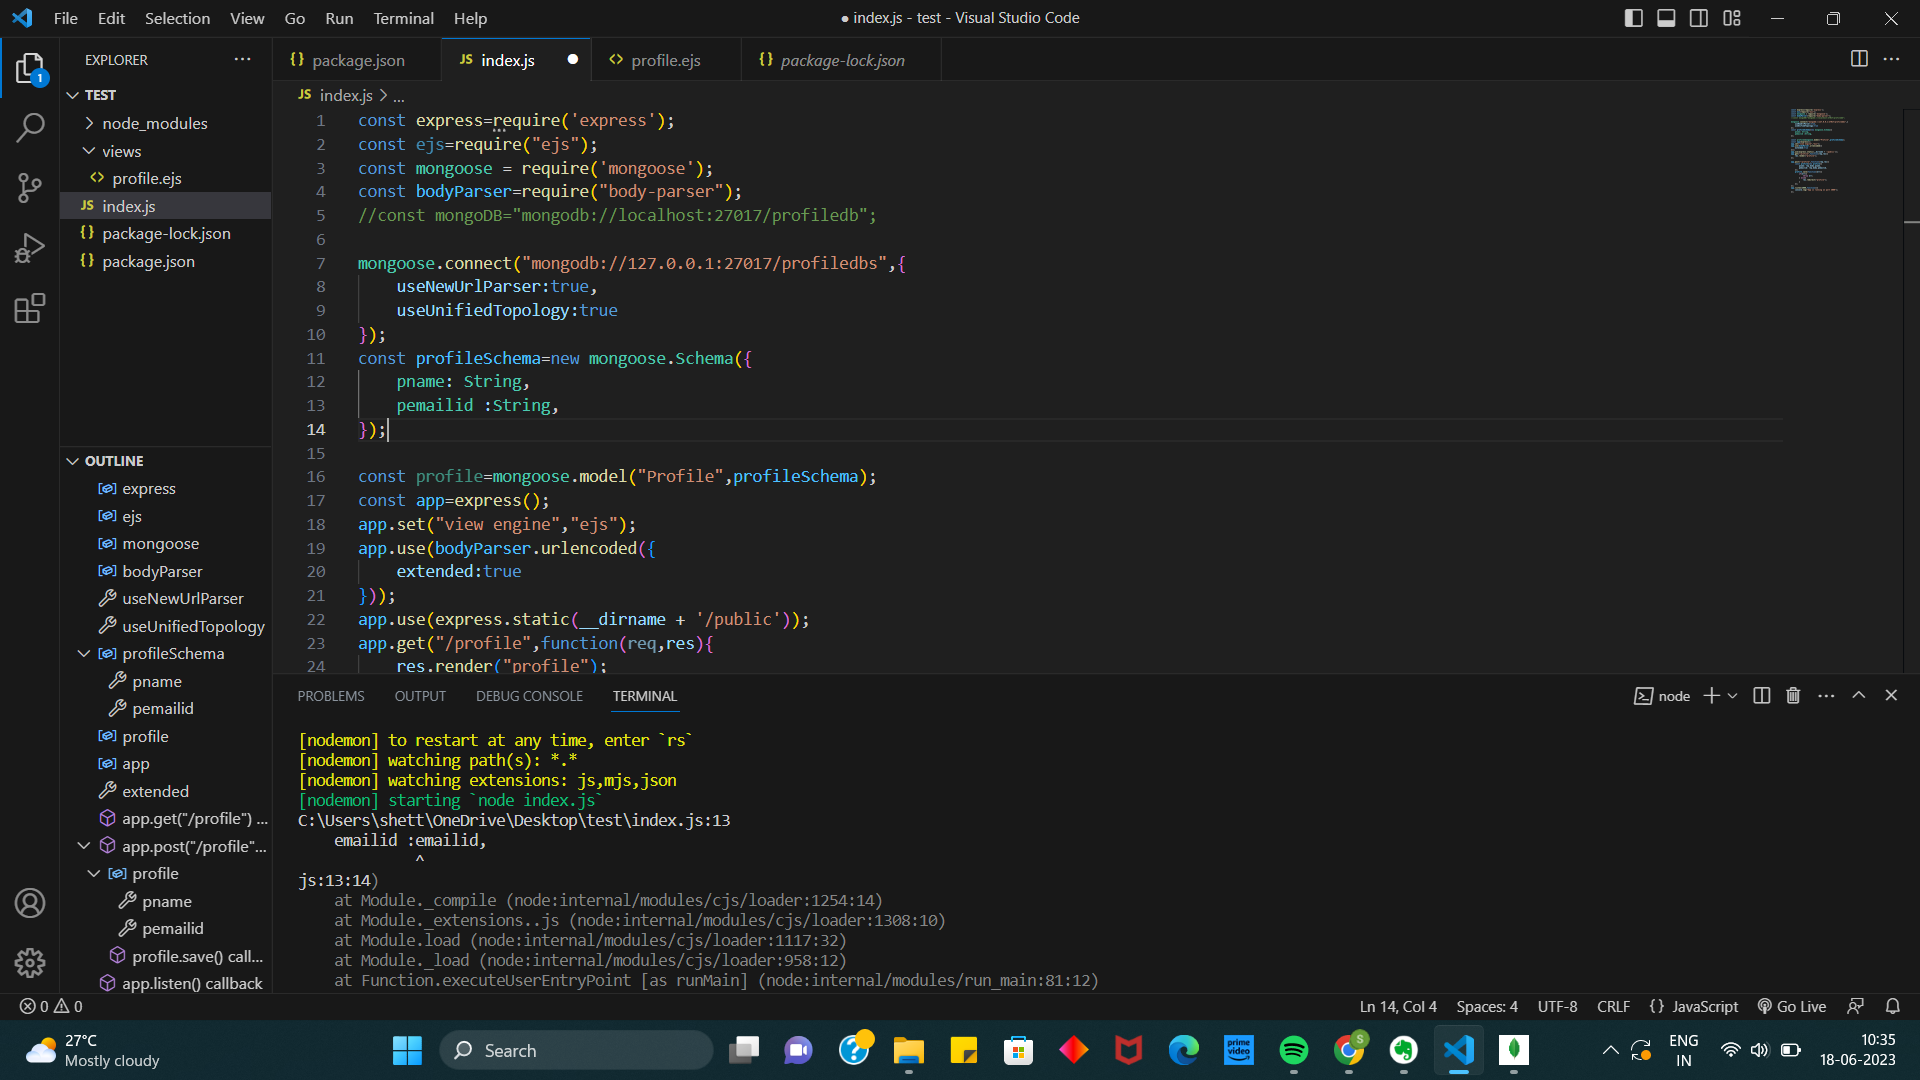 File Edit Selection View Go Run Terminal Help
● index.js - test - Visual Studio Code
1
EXPLORER
TEST
node_modules
views
profile.ejs
index.js
package-lock.json
package.json
OUTLINE
express
ejs
mongoose
bodyParser
useNewUrlParser
useUnifiedTopology
profileSchema
pname
pemailid
profile
app
extended
app.get("/profile") ...
app.post("/profile"...
profile
pname
pemailid
profile.save() call...
app.listen() callback
package.json JS index.js profile.ejs package-lock.json
JS index.js > ...
1 const express=require('express');
2 const ejs=require("ejs");
3 const mongoose = require('mongoose');
4 const bodyParser=require("body-parser");
5 //const mongoDB="mongodb://localhost:27017/profiledb";
6
7 mongoose.connect("mongodb://127.0.0.1:27017/profiledbs",{
8 useNewUrlParser:true,
9 useUnifiedTopology:true
10 });
11 const profileSchema=new mongoose.Schema({
12 pname: String,
13 pemailid :String,
14 });
15
16 const profile=mongoose.model("Profile",profileSchema);
17 const app=express();
18 app.set("view engine","ejs");
19 app.use(bodyParser.urlencoded({
20 extended:true
21 }));
22 app.use(express.static(__dirname + '/public'));
23 app.get("/profile",function(req,res){
24 res.render("profile");
PROBLEMS OUTPUT DEBUG CONSOLE TERMINAL
node
[nodemon] to restart at any time, enter `rs`
[nodemon] watching path(s): *.*
[nodemon] watching extensions: js,mjs,json
[nodemon] starting `node index.js`
C:\Users\shett\OneDrive\Desktop\test\index.js:13
emailid :emailid,
^
js:13:14)
at Module._compile (node:internal/modules/cjs/loader:1254:14)
at Module._extensions..js (node:internal/modules/cjs/loader:1308:10)
at Module.load (node:internal/modules/cjs/loader:1117:32)
at Module._load (node:internal/modules/cjs/loader:958:12)
at Function.executeUserEntryPoint [as runMain] (node:internal/modules/run_main:81:12)
0 0
Ln 14, Col 4 Spaces: 4 UTF-8 CRLF {} JavaScript Go Live
27°C
Mostly cloudy
Search
prime video
S
ENG
IN
10:35
18-06-2023